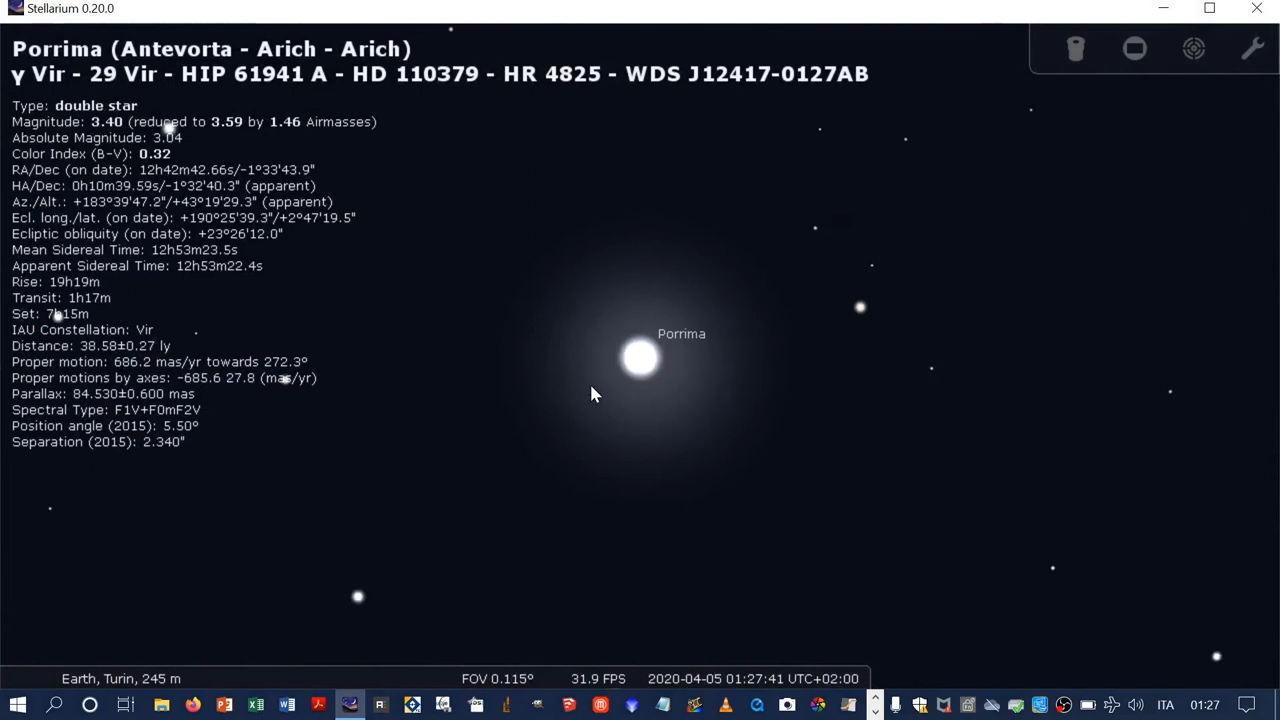 Stellarium 0.20.0
Porrima (Antevorta - Arich - Arich)
γ Vir - 29 Vir - HIP 61941 A - HD 110379 - HR 4825 - WDS J12417-0127AB
Type: double star
Magnitude: 3.40 (reduced to 3.59 by 1.46 Airmasses)
Absolute Magnitude: 3.04
Color Index (B-V): 0.32
RA/Dec (on date): 12h42m42.66s/-1°33'43.9"
HA/Dec: 0h10m39.59s/-1°32'40.3" (apparent)
Az./Alt.: +183°39'47.2"/+43°19'29.3" (apparent)
Ecl. long./lat. (on date): +190°25'39.3"/+2°47'19.5"
Ecliptic obliquity (on date): +23°26'12.0"
Mean Sidereal Time: 12h53m23.5s
Apparent Sidereal Time: 12h53m22.4s
Rise: 19h19m
Transit: 1h17m
Set: 7h15m
IAU Constellation: Vir
Distance: 38.58±0.27 ly
Proper motion: 686.2 mas/yr towards 272.3°
Proper motions by axes: -685.6 27.8 (mas/yr)
Parallax: 84.530±0.600 mas
Spectral Type: F1V+F0mF2V
Position angle (2015): 5.50°
Separation (2015): 2.340"
Porrima
Earth, Turin, 245 m FOV 0.115° 31.9 FPS 2020-04-05 01:27:41 UTC+02:00
ITA 01:27